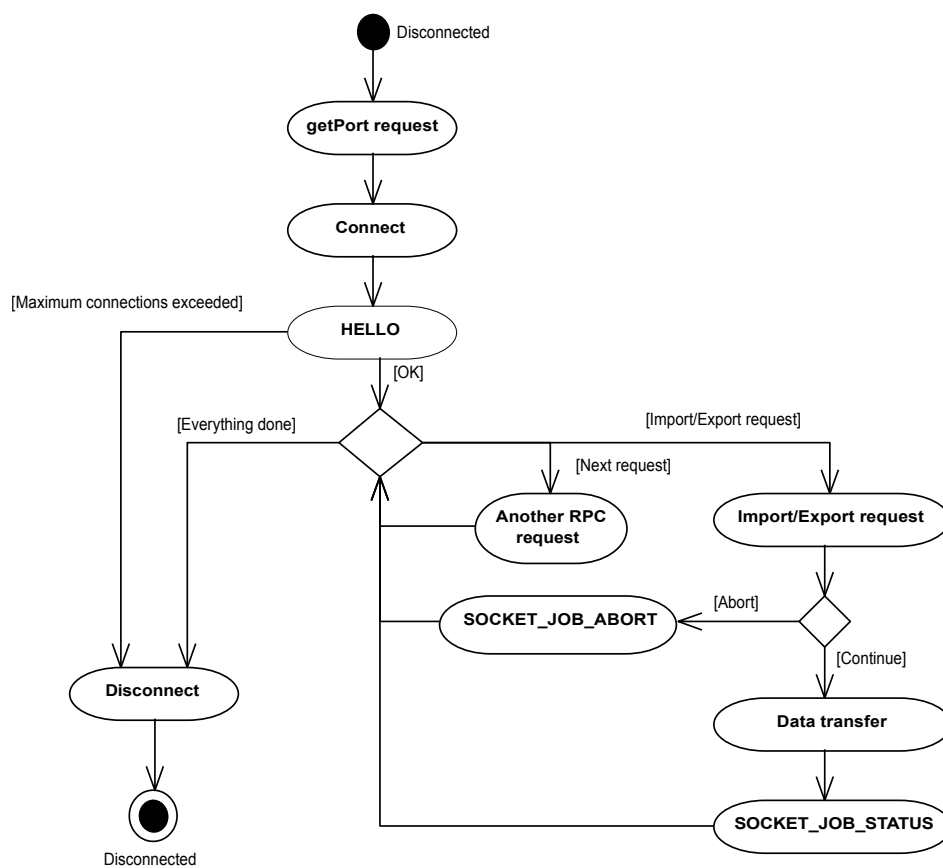 Disconnected
getPort request
Connect
[Maximum connections exceeded]
HELLO
[OK]
[Everything done]
[Import/Export request]
[Next request]
Another RPC
request
Import/Export request
[Abort]
SOCKET_JOB_ABORT
[Continue]
Disconnect
Data transfer
SOCKET_JOB_STATUS
Disconnected